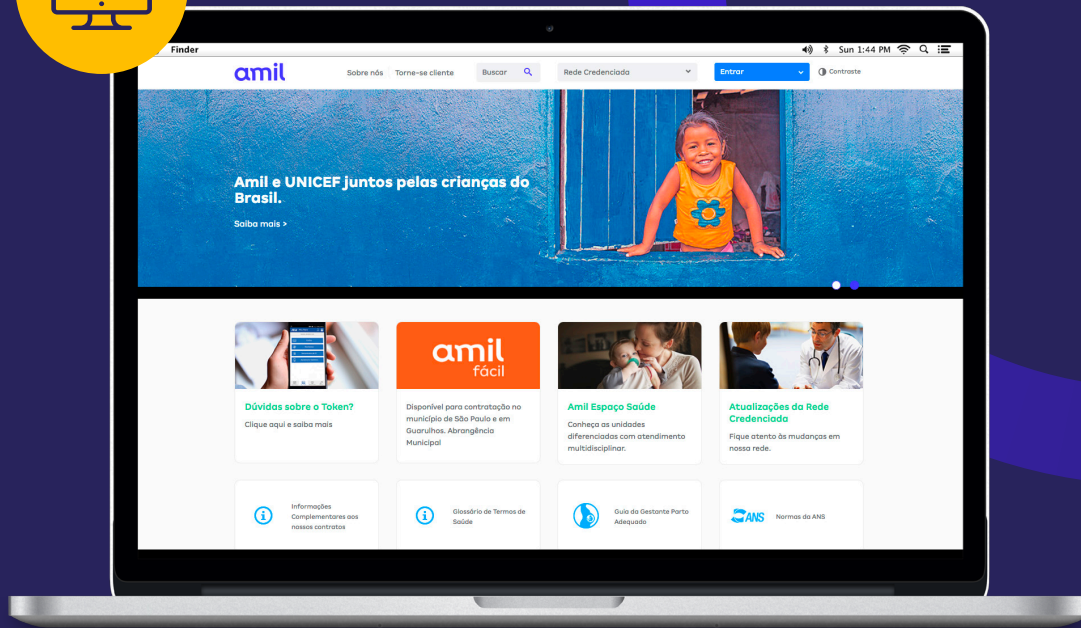 Finder
Sun 1:44 PM
amil
Sobre nós
Torne-se cliente
Buscar
Rede Credenciada
Entrar
Contraste
Amil e UNICEF juntos pelas crianças do
Brasil.
Saiba mais >
amil
fácil
Dúvidas sobre o Token?
Clique aqui e saiba mais
Disponível para contratação no
município de São Paulo e em
Guarulhos. Abrangência
Municipal
Amil Espaço Saúde
Conheça as unidades
diferenciadas com atendimento
multidisciplinar.
Atualizações da Rede
Credenciada
Fique atento às mudanças em
nossa rede.
Informações
Complementares aos
nossos contratos
Glossário de Termos de
Saúde
Guia da Gestante Parto
Adequado
ANS
Normas da ANS